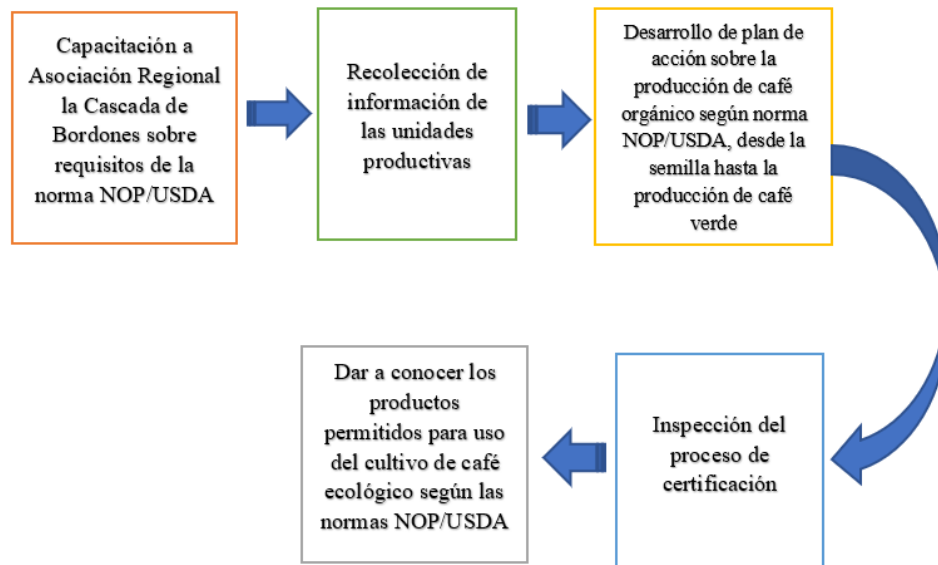 Capacitación a
Asociación Regional
la Cascada de
Bordones sobre
requisitos de la
norma NOP/USDA
Recolección de
información de
las unidades
productivas
Desarrollo de plan de
acción sobre la
producción de café
orgánico según norma
NOP/USDA, desde la
semilla hasta la
producción de café
verde
Inspección del
proceso de
certificación
Dar a conocer los
productos
permitidos para uso
del cultivo de café
ecológico según las
normas NOP/USDA